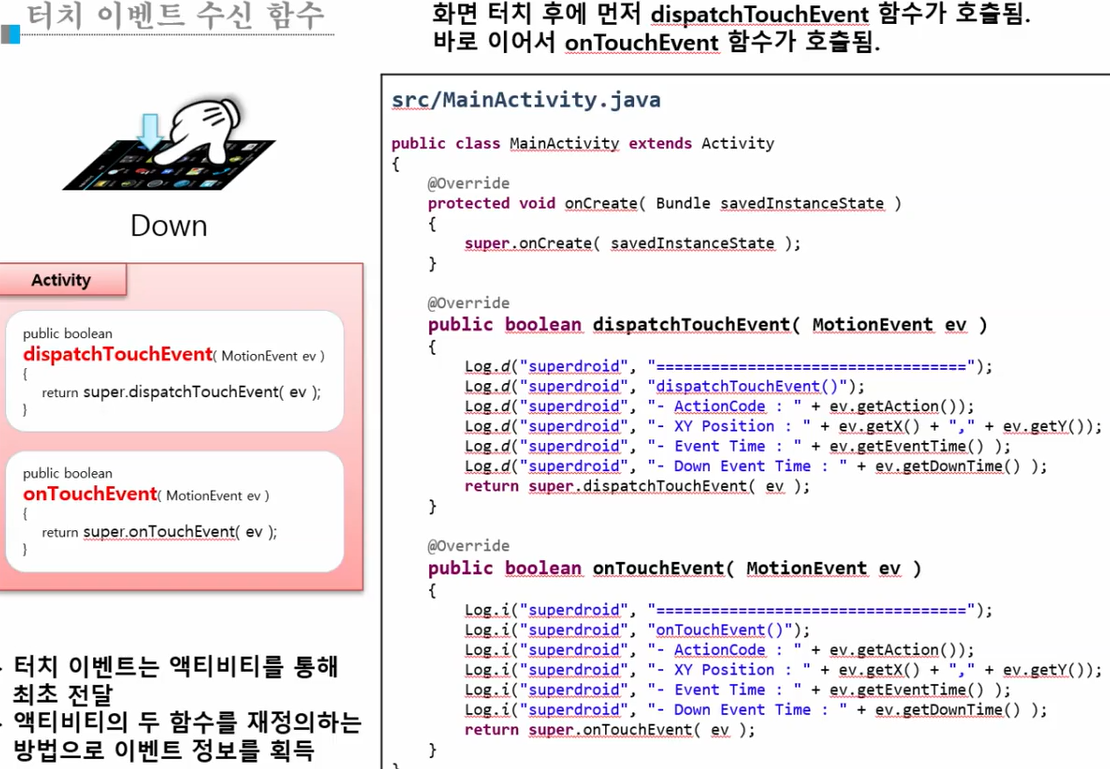 터치 이벤트 수신 함수
화면 터치 후에 먼저 dispatchTouchEvent 함수가 호출됨.
바로 이어서 onTouchEvent 함수가 호출됨.
Down
Activity
public boolean
dispatchTouchEvent( MotionEvent ev )
{
return super.dispatchTouchEvent( ev );
}
public boolean
onTouchEvent( MotionEvent ev )
{
return super.onTouchEvent( ev );
}
터치 이벤트는 액티비티를 통해
최초 전달
액티비티의 두 함수를 재정의하는
방법으로 이벤트 정보를 획득
src/MainActivity.java
public class MainActivity extends Activity
{
@Override
protected void onCreate( Bundle savedInstanceState )
{
super.onCreate( savedInstanceState );
}
@Override
public boolean dispatchTouchEvent( MotionEvent ev )
{
Log.d("superdroid", "==================================");
Log.d("superdroid", "dispatchTouchEvent()");
Log.d("superdroid", "- ActionCode : " + ev.getAction());
Log.d("superdroid", "- XY Position : " + ev.getX() + "," + ev.getY());
Log.d("superdroid", "- Event Time : " + ev.getEventTime() );
Log.d("superdroid", "- Down Event Time : " + ev.getDownTime() );
return super.dispatchTouchEvent( ev );
}
@Override
public boolean onTouchEvent( MotionEvent ev )
{
Log.i("superdroid", "==================================");
Log.i("superdroid", "onTouchEvent()");
Log.i("superdroid", "- ActionCode : " + ev.getAction());
Log.i("superdroid", "- XY Position : " + ev.getX() + "," + ev.getY());
Log.i("superdroid", "- Event Time : " + ev.getEventTime() );
Log.i("superdroid", "- Down Event Time : " + ev.getDownTime() );
return super.onTouchEvent( ev );
}
}